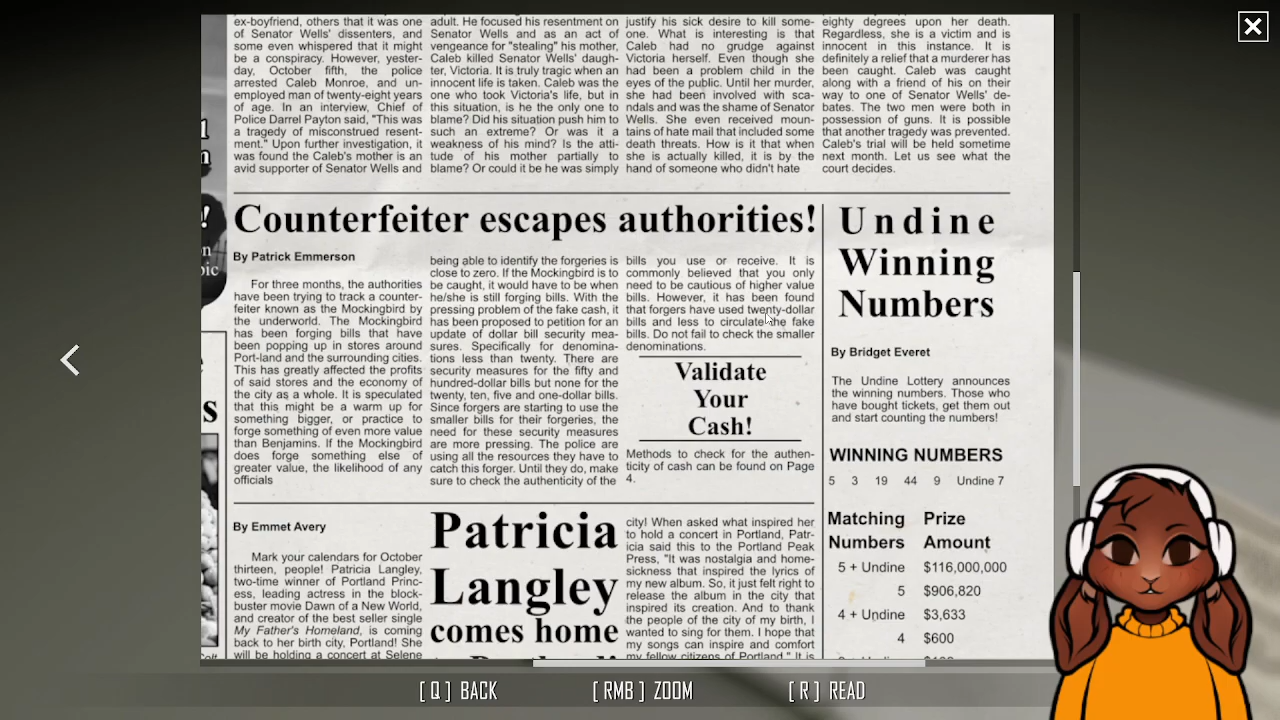 ex-boyfriend, others that it was one
of Senator Wells' dissenters, and
some even whispered that it might
be a conspiracy. However, yester-
day, October fifth, the police
arrested Caleb Monroe, and un-
employed man of twenty-eight years
of age. In an interview, Chief of
Police Darrel Payton said, "This was
a tragedy of misconstrued resent-
ment." Upon further investigation, it
was found the Caleb's mother is an
avid supporter of Senator Wells and
adult. He focused his resentment on
Senator Wells and as an act of
vengeance for "stealing" his mother,
Caleb killed Senator Wells' daugh-
ter, Victoria. It is truly tragic when an
innocent life is taken. Caleb was the
one who took Victoria's life, but in
this situation, is he the only one to
blame? Did his situation push him to
such an extreme? Or was it a
weakness of his mind? Is the atti-
tude of his mother partially to
blame? Or could it be he was simply
justify his sick desire to kill some-
one. What is interesting is that
Caleb had no grudge against
Victoria herself. Even though she
had been a problem child in the
eyes of the public. Until her murder,
she had been involved with sca-
ndals and was the shame of Senator
Wells. She even received moun-
tains of hate mail that included some
death threats. How is it that when
she is actually killed, it is by the
hand of someone who didn't hate
eighty degrees upon her death.
Regardless, she is a victim and is
innocent in this instance. It is
definitely a relief that a murderer has
been caught. Caleb was caught
along with a friend of his on their
way to one of Senator Wells' de-
bates. The two men were both in
possession of guns. It is possible
that another tragedy was prevented.
Caleb's trial will be held sometime
next month. Let us see what the
court decides.
Counterfeiter escapes authorities!
By Patrick Emmerson
For three months, the authorities
have been trying to track a counter-
feiter known as the Mockingbird by
the underworld. The Mockingbird
has been forging bills that have
been popping up in stores around
Port-land and the surrounding cities.
This has greatly affected the profits
of said stores and the economy of
the city as a whole. It is speculated
that this might be a warm up for
something bigger, or practice to
forge something of even more value
than Benjamins. If the Mockingbird
does forge something else of
greater value, the likelihood of any
officials
being able to identify the forgeries is
close to zero. If the Mockingbird is to
be caught, it would have to be when
he/she is still forging bills. With the
pressing problem of the fake cash, it
has been proposed to petition for an
update of dollar bill security mea-
sures. Specifically for denomina-
tions less than twenty. There are
security measures for the fifty and
hundred-dollar bills but none for the
twenty, ten, five and one-dollar bills.
Since forgers are starting to use the
smaller bills for their forgeries, the
need for these security measures
are more pressing. The police are
using all the resources they have to
catch this forger. Until they do, make
sure to check the authenticity of the
bills you use or receive. It is
commonly believed that you only
need to be cautious of higher value
bills. However, it has been found
that forgers have used twenty-dollar
bills and less to circulate the fake
bills. Do not fail to check the smaller
denominations.
Validate
Your
Cash!
Methods to check for the authen-
ticity of cash can be found on Page
4.
Undine
Winning
Numbers
By Bridget Everet
The Undine Lottery announces
the winning numbers. Those who
have bought tickets, get them out
and start counting the numbers!
WINNING NUMBERS
5 3 19 44 9 Undine 7
Matching Prize
Numbers Amount
5 + Undine $116,000,000
5 $906,820
4 + Undine $3,633
4 $600
By Emmet Avery
Mark your calendars for October
thirteen, people! Patricia Langley,
two-time winner of Portland Princ-
ess, leading actress in the block-
buster movie Dawn of a New World,
and creator of the best seller single
My Father's Homeland, is coming
back to her birth city, Portland! She
will be holding a concert at Selene
Patricia
Langley
comes home
city! When asked what inspired her
to hold a concert in Portland, Patr-
icia said this to the Portland Peak
Press, "It was nostalgia and home-
sickness that inspired the lyrics of
my new album. So, it just felt right to
release the album in the city that
inspired its creation. And to thank
the people of the city of my birth, I
wanted to sing for them. I hope that
my songs can inspire and comfort
my fellow citizens of Portland." It is
[ Q ] BACK
[ RMB ] ZOOM
[ R ] READ